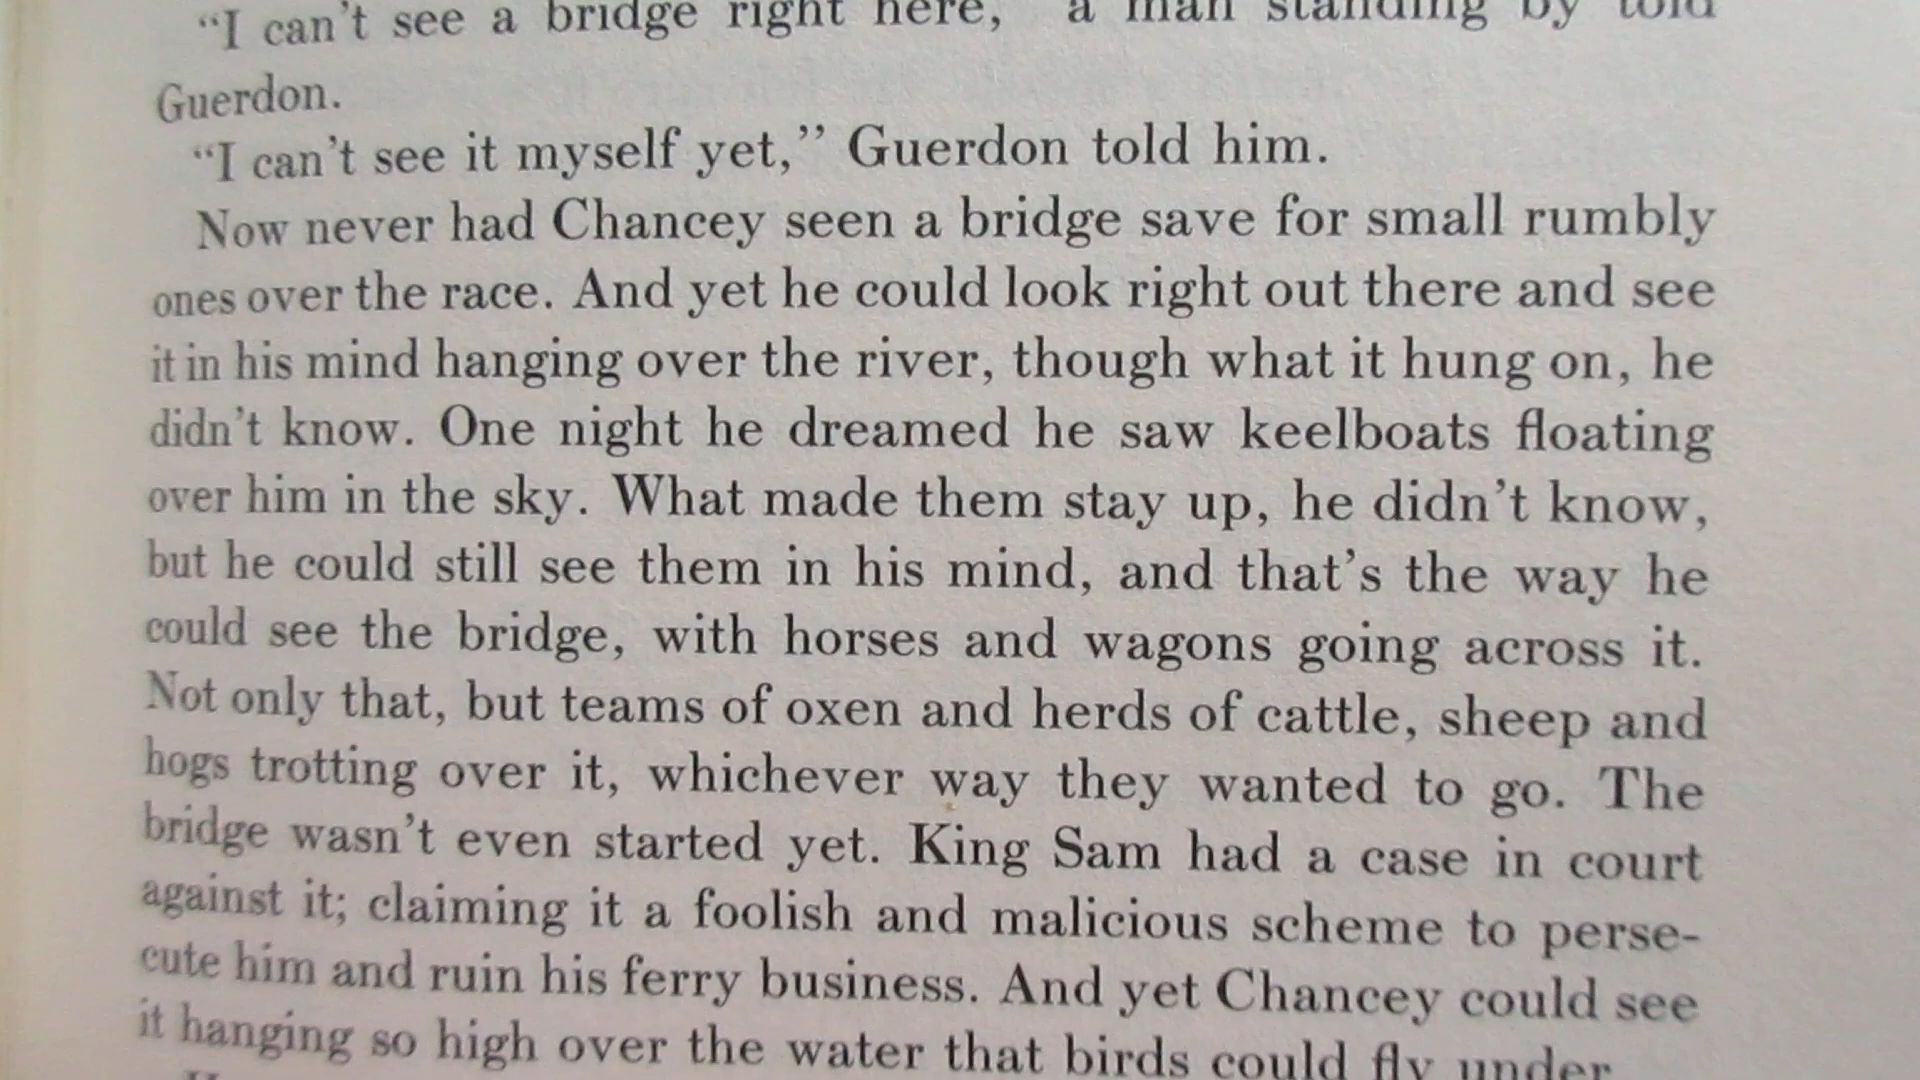 “I can’t see a bridge right here,” a man standing by told
Guerdon.
“I can’t see it myself yet,” Guerdon told him.
Now never had Chancey seen a bridge save for small rumbly
ones over the race. And yet he could look right out there and see
it in his mind hanging over the river, though what it hung on, he
didn’t know. One night he dreamed he saw keelboats floating
over him in the sky. What made them stay up, he didn’t know,
but he could still see them in his mind, and that’s the way he
could see the bridge, with horses and wagons going across it.
Not only that, but teams of oxen and herds of cattle, sheep and
hogs trotting over it, whichever way they wanted to go. The
bridge wasn’t even started yet. King Sam had a case in court
against it; claiming it a foolish and malicious scheme to perse-
cute him and ruin his ferry business. And yet Chancey could see
it hanging so high over the water that birds could fly under